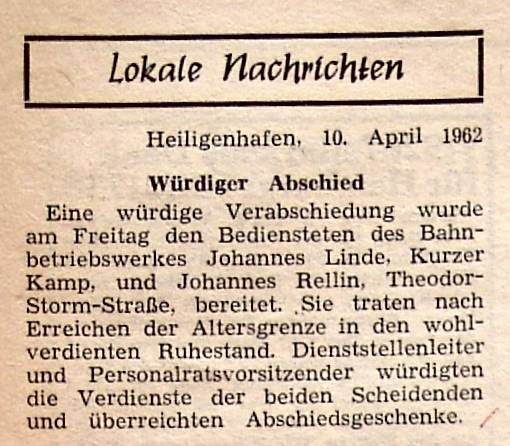 Lokale Nachrichten
Heiligenhafen, 10. April 1962
Würdiger Abschied
Eine würdige Verabschiedung wurde
am Freitag den Bediensteten des Bahn-
betriebswerkes Johannes Linde, Kurzer
Kamp, und Johannes Rellin, Theodor-
Storm-Straße, bereitet. Sie traten nach
Erreichen der Altersgrenze in den wohl-
verdienten Ruhestand. Dienststellenleiter
und Personalratsvorsitzender würdigten
die Verdienste der beiden Scheidenden
und überreichten Abschiedsgeschenke.